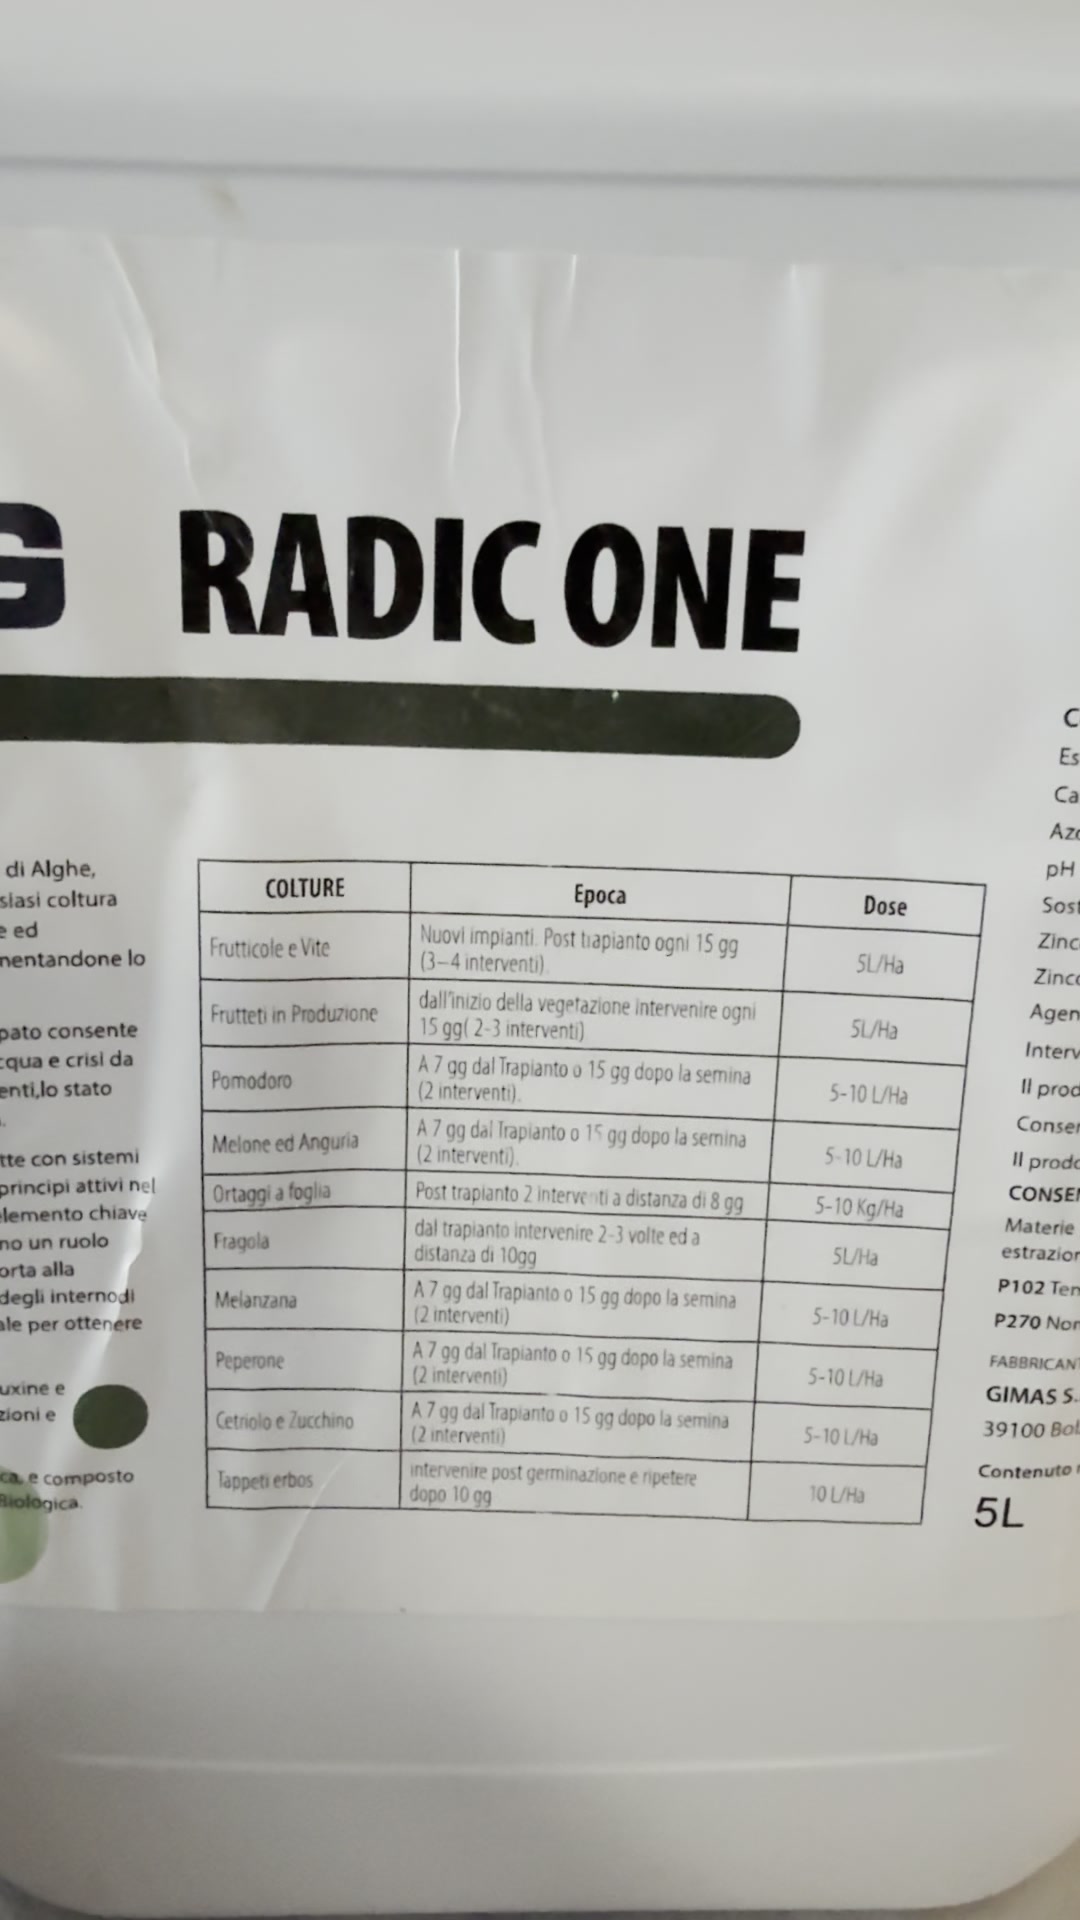 G RADIC ONE
di Alghe,
siasi coltura
e ed
mentandone lo
pato consente
cqua e crisi da
enti,lo stato
tte con sistemi
principi attivi nel
elemento chiave
no un ruolo
orta alla
degli internodi
ale per ottenere
uxine e
zioni e
ca, e composto
Biologica.
COLTURE Epoca Dose
Frutticole e Vite Nuovi impianti. Post trapianto ogni 15 gg
(3-4 interventi). 5L/Ha
Frutteti in Produzione dall'inizio della vegetazione intervenire ogni
15 gg( 2-3 interventi) 5L/Ha
Pomodoro A 7 gg dal Trapianto o 15 gg dopo la semina
(2 interventi). 5-10 L/Ha
Melone ed Anguria A 7 gg dal Trapianto o 15 gg dopo la semina
(2 interventi). 5-10 L/Ha
Ortaggi a foglia Post trapianto 2 interventi a distanza di 8 gg 5-10 Kg/Ha
Fragola dal trapianto intervenire 2-3 volte ed a
distanza di 10gg 5L/Ha
Melanzana A 7 gg dal Trapianto o 15 gg dopo la semina
(2 interventi) 5-10 L/Ha
Peperone A 7 gg dal Trapianto o 15 gg dopo la semina
(2 interventi) 5-10 L/Ha
Cetriolo e Zucchino A 7 gg dal Trapianto o 15 gg dopo la semina
(2 interventi) 5-10 L/Ha
Tappeti erbos intervenire post germinazione e ripetere
dopo 10 gg 10 L/Ha
C
Es
Ca
Azo
pH
Sost
Zinc
Zinco
Agen
Interv
Il prod
Conser
Il prodo
CONSE
Materie
estrazion
P102 Ten
P270 Non
FABBRICAN
GIMAS S.
39100 Bol
Contenuto
5L